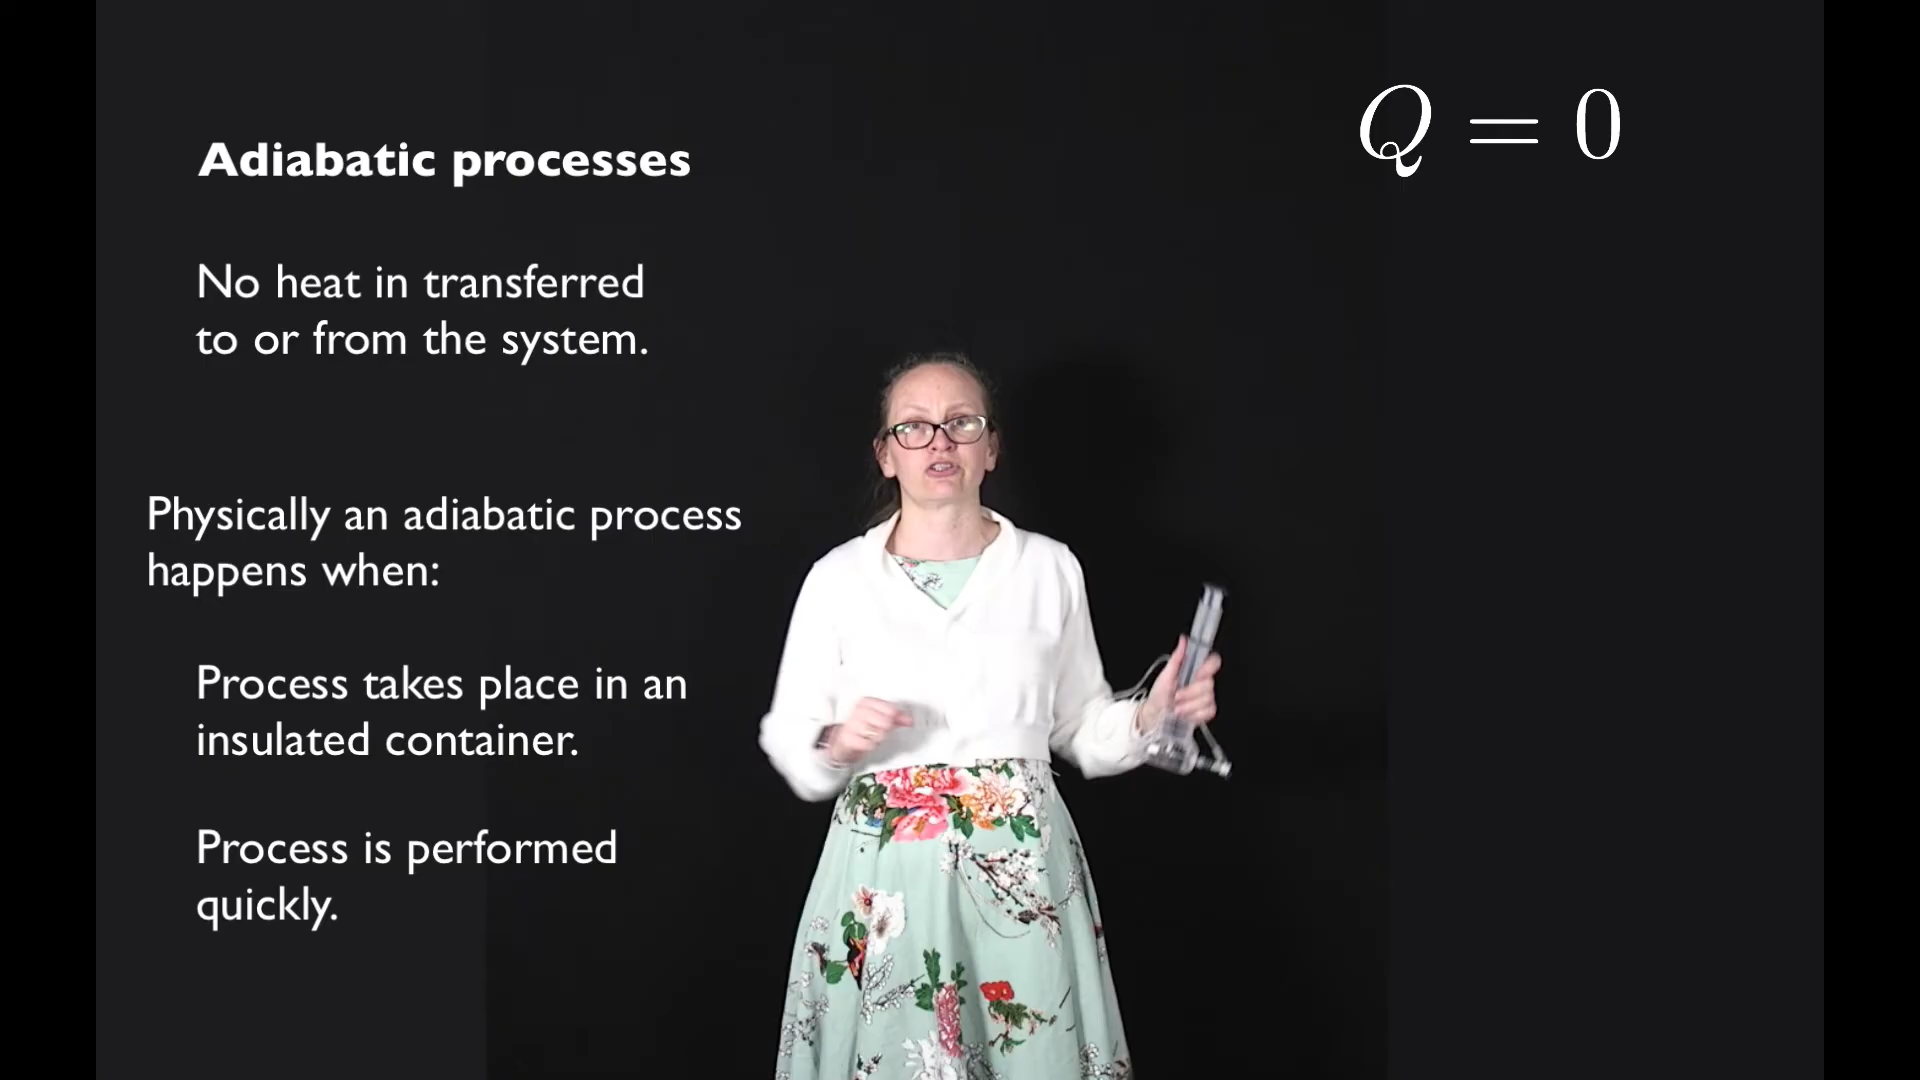 Q = 0
Adiabatic processes
No heat in transferred
to or from the system.
Physically an adiabatic process
happens when:
Process takes place in an
insulated container.
Process is performed
quickly.